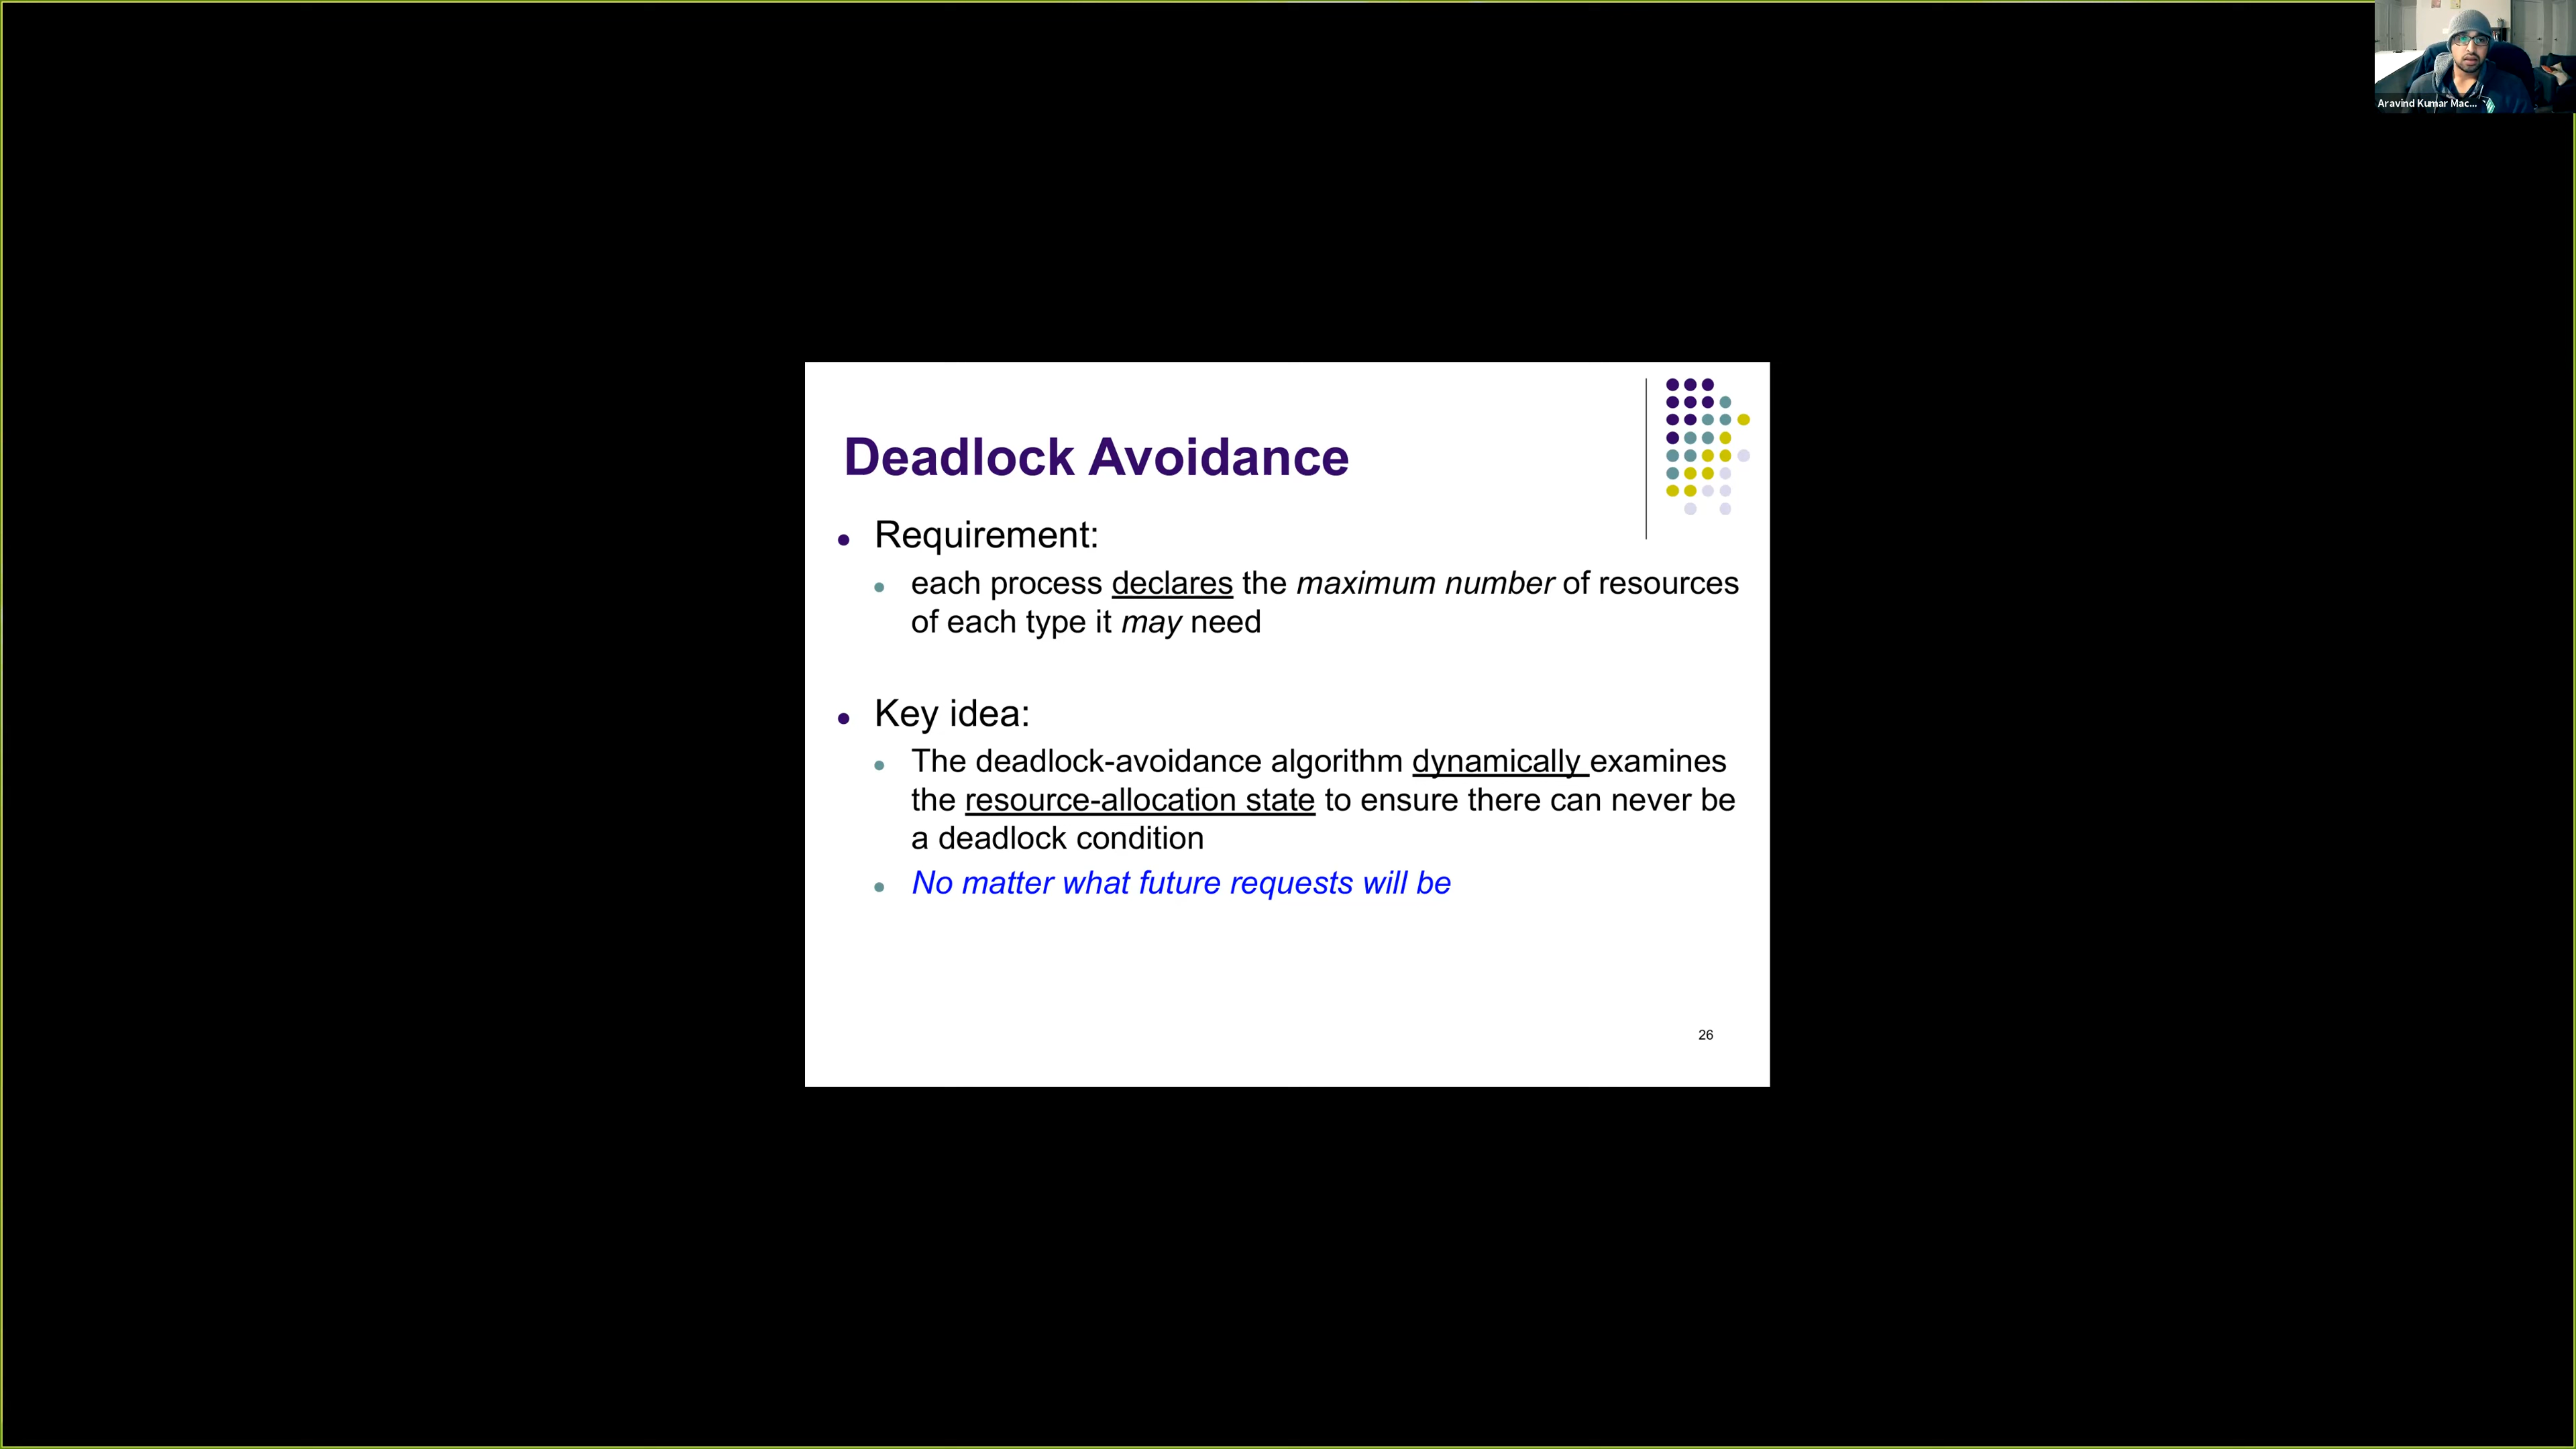 Aravind Kumar Mac...
Deadlock Avoidance
Requirement:
each process declares the maximum number of resources
of each type it may need
Key idea:
The deadlock-avoidance algorithm dynamically examines
the resource-allocation state to ensure there can never be
a deadlock condition
No matter what future requests will be
26